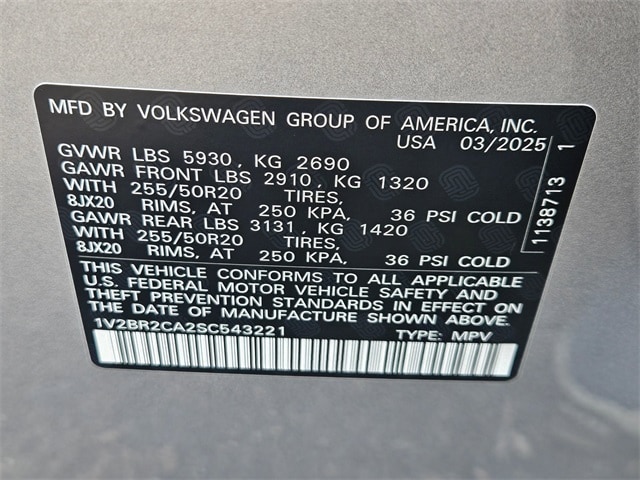 MFD BY VOLKSWAGEN GROUP OF AMERICA, INC.
USA 03/2025
GVWR LBS 5930, KG 2690
GAWR FRONT LBS 2910, KG 1320
WITH 255/50R20 TIRES,
8JX20 RIMS, AT 250 KPA, 36 PSI COLD
GAWR REAR LBS 3131, KG 1420
WITH 255/50R20 TIRES,
8JX20 RIMS, AT 250 KPA, 36 PSI COLD
THIS VEHICLE CONFORMS TO ALL APPLICABLE
U.S. FEDERAL MOTOR VEHICLE SAFETY AND
THEFT PREVENTION STANDARDS IN EFFECT ON
THE DATE OF MANUFACTURE SHOWN ABOVE.
1V2BR2CA2SC543221 TYPE: MPV
1138713 1